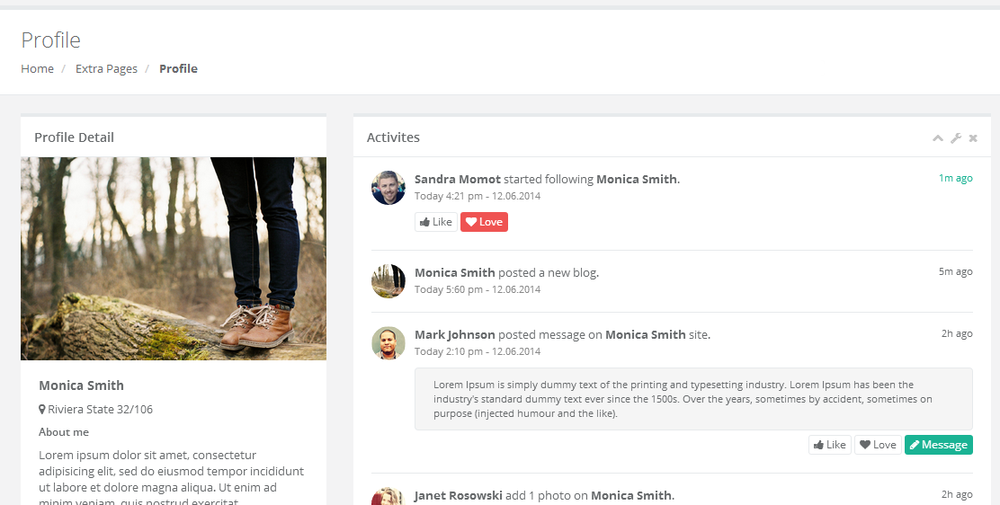 Profile
Home / Extra Pages / Profile
Profile Detail
Monica Smith
Riviera State 32/106
About me
Lorem ipsum dolor sit amet, consectetur
adipisicing elit, sed do eiusmod tempor incididunt
ut labore et dolore magna aliqua. Ut enim ad
minim veniam, quis nostrud exercitat
Activites
Sandra Momot started following Monica Smith. 1m ago
Today 4:21 pm - 12.06.2014
Like Love
Monica Smith posted a new blog. 5m ago
Today 5:60 pm - 12.06.2014
Mark Johnson posted message on Monica Smith site. 2h ago
Today 2:10 pm - 12.06.2014
Lorem Ipsum is simply dummy text of the printing and typesetting industry. Lorem Ipsum has been the
industry's standard dummy text ever since the 1500s. Over the years, sometimes by accident, sometimes on
purpose (injected humour and the like).
Like Love Message
Janet Rosowski add 1 photo on Monica Smith. 2h ago